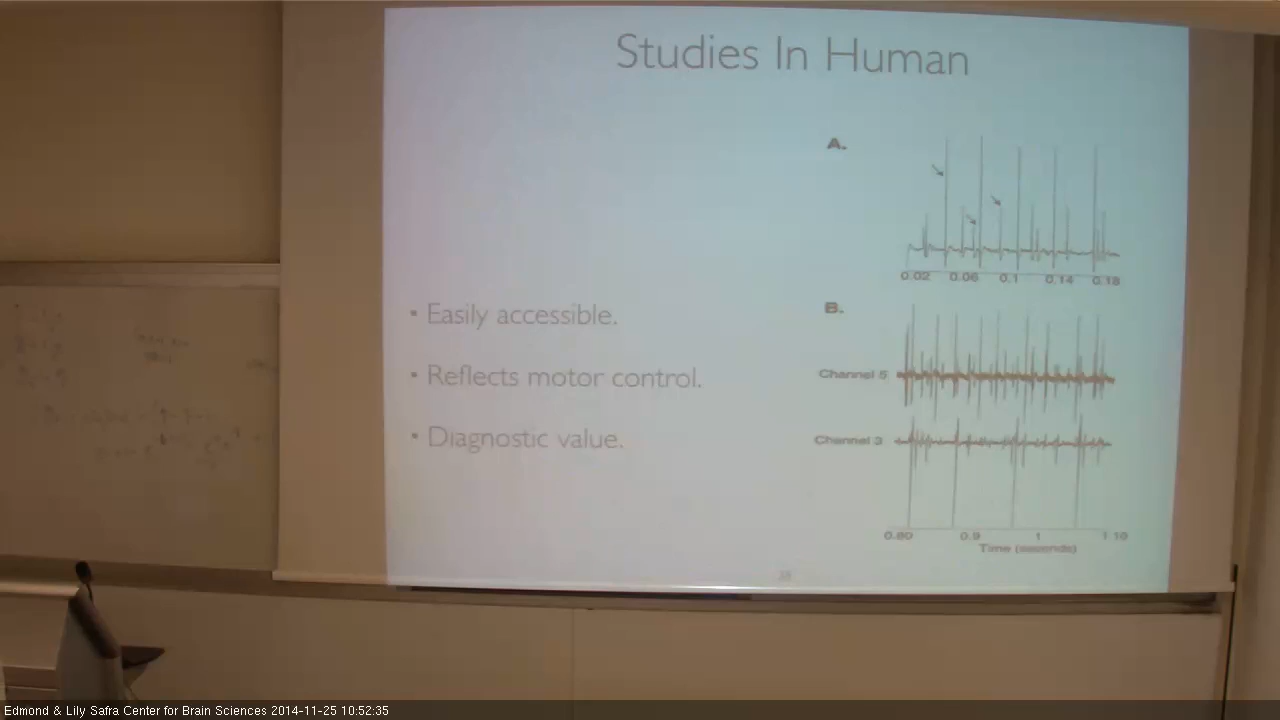 Studies In Human
A.
0.02 0.06 0.1 0.14 0.18
• Easily accessible.
• Reflects motor control.
• Diagnostic value.
B.
Channel 5
Channel 3
0.80 0.9 1 1.10
Time (seconds)
Edmond & Lily Safra Center for Brain Sciences 2014-11-25 10:52:35